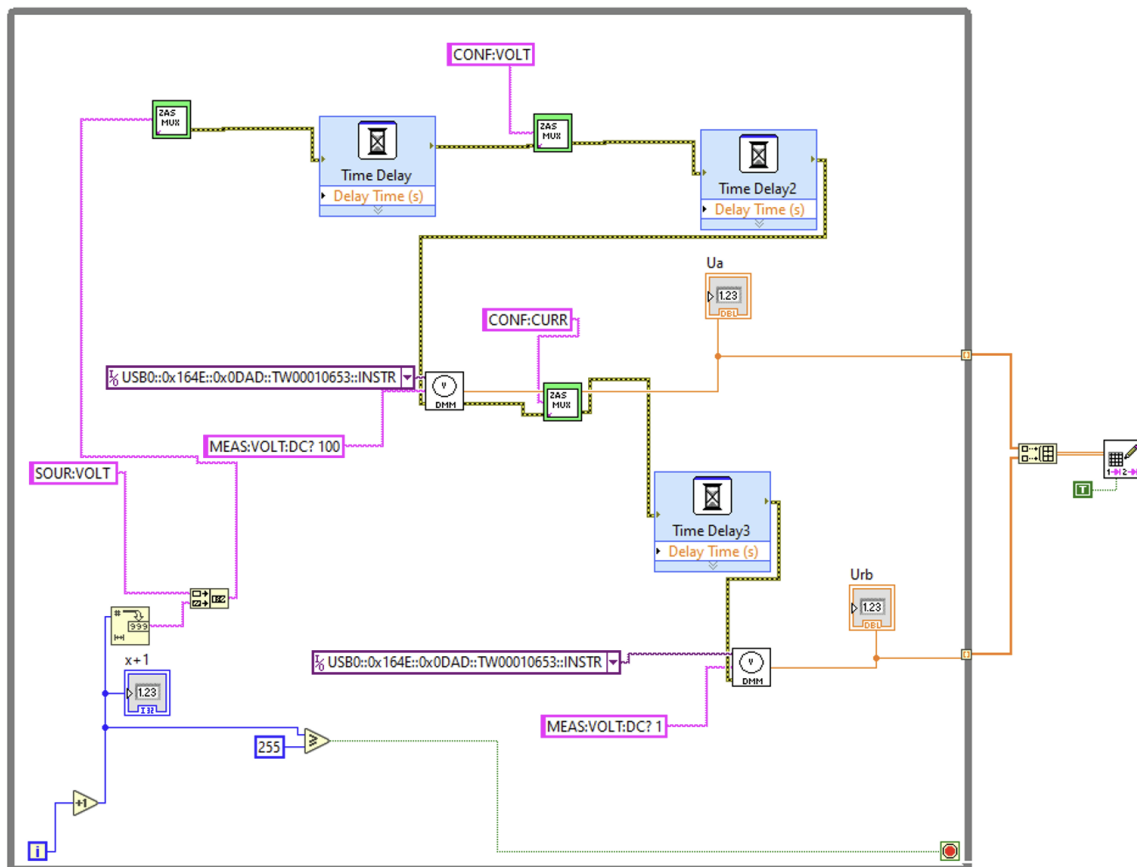 CONF:VOLT
ZAS
MUX
ZAS
MUX
Time Delay
Delay Time (s)
Time Delay2
Delay Time (s)
Ua
1.23
DBL
CONF:CURR
I/O USB0::0x164E::0x0DAD::TW00010653::INSTR
V
DMM
ZAS
MUX
MEAS:VOLT:DC? 100
SOUR:VOLT
1 2
T
Time Delay3
Delay Time (s)
Urb
1.23
DBL
#
999
x+1
1.23
I32
I/O USB0::0x164E::0x0DAD::TW00010653::INSTR
V
DMM
MEAS:VOLT:DC? 1
255
≥
+1
i